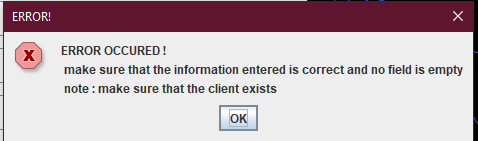 ERROR!
ERROR OCCURED !
make sure that the information entered is correct and no field is empty
note : make sure that the client exists
OK